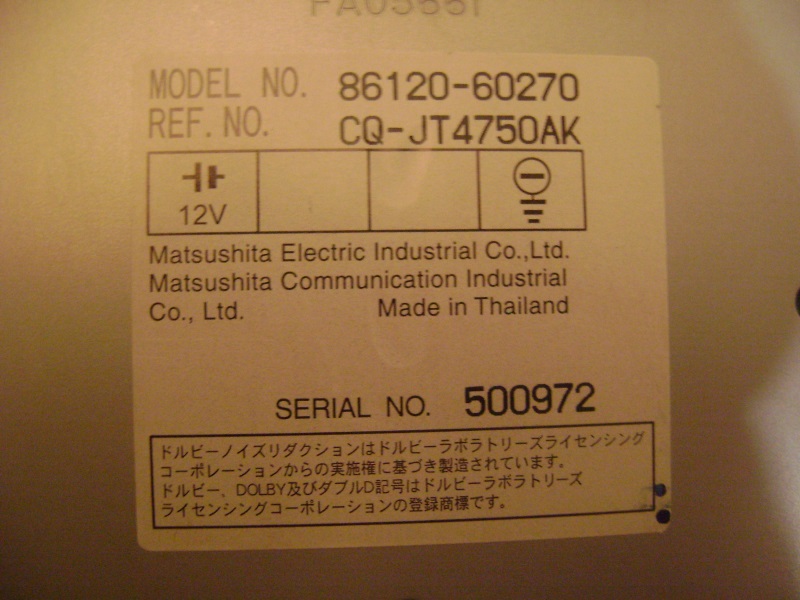 MODEL NO. 86120-60270
REF. NO. CQ-JT4750AK
12V
Matsushita Electric Industrial Co.,Ltd.
Matsushita Communication Industrial
Co., Ltd. Made in Thailand
SERIAL NO. 500972
ドルビーノイズリダクションはドルビーラボラトリーズライセンシング
コーポレーションからの実施権に基づき製造されています。
ドルビー、DOLBY及びダブルD記号はドルビーラボラトリーズ
ライセンシングコーポレーションの登録商標です。